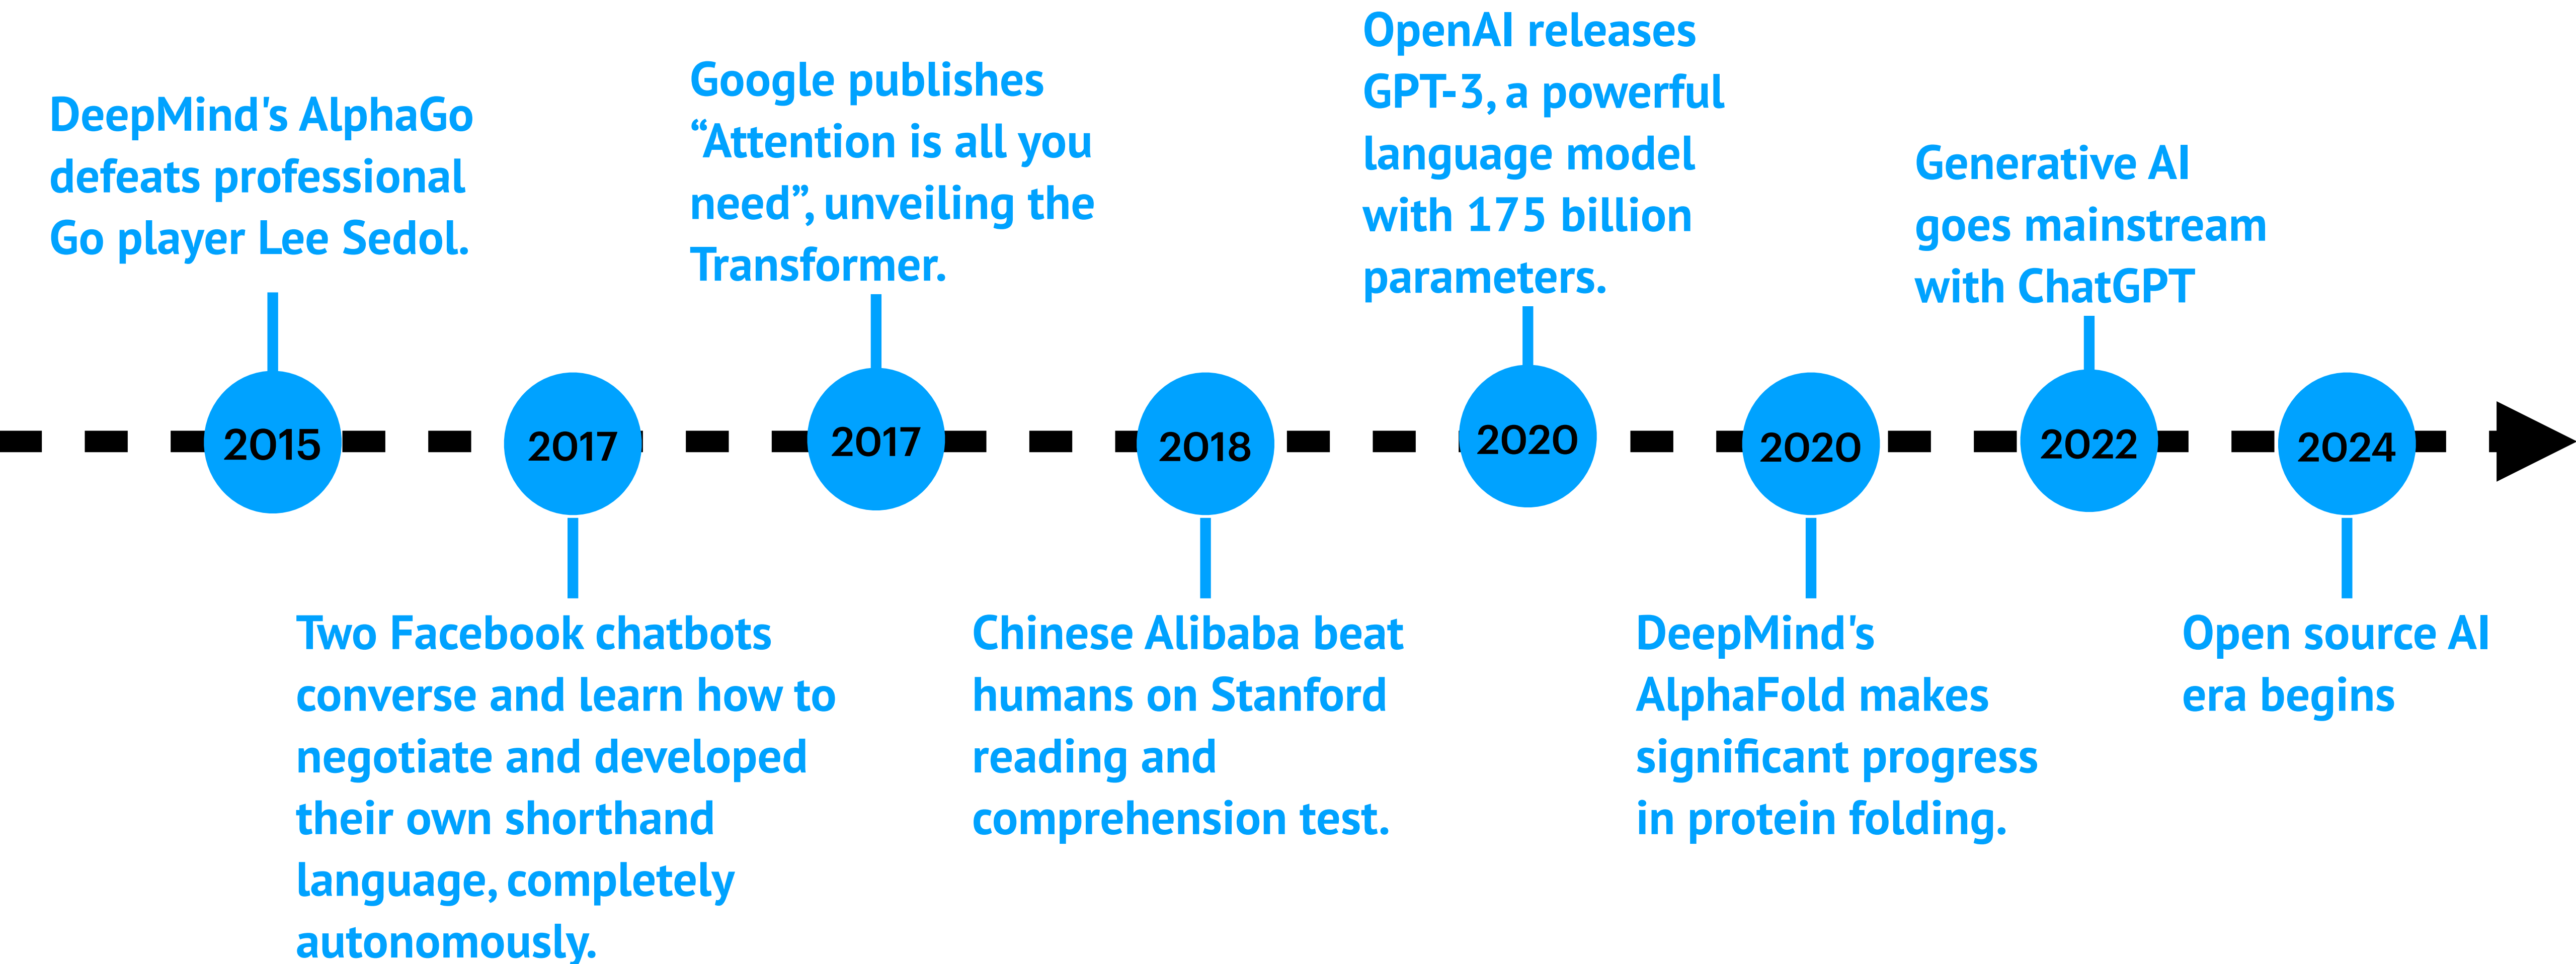 DeepMind's AlphaGo
defeats professional
Go player Lee Sedol.
Google publishes
“Attention is all you
need”, unveiling the
Transformer.
OpenAI releases
GPT-3, a powerful
language model
with 175 billion
parameters.
Generative AI
goes mainstream
with ChatGPT
2015
2017
2017
2018
2020
2020
2022
2024
Two Facebook chatbots
converse and learn how to
negotiate and developed
their own shorthand
language, completely
autonomously.
Chinese Alibaba beat
humans on Stanford
reading and
comprehension test.
DeepMind's
AlphaFold makes
significant progress
in protein folding.
Open source AI
era begins